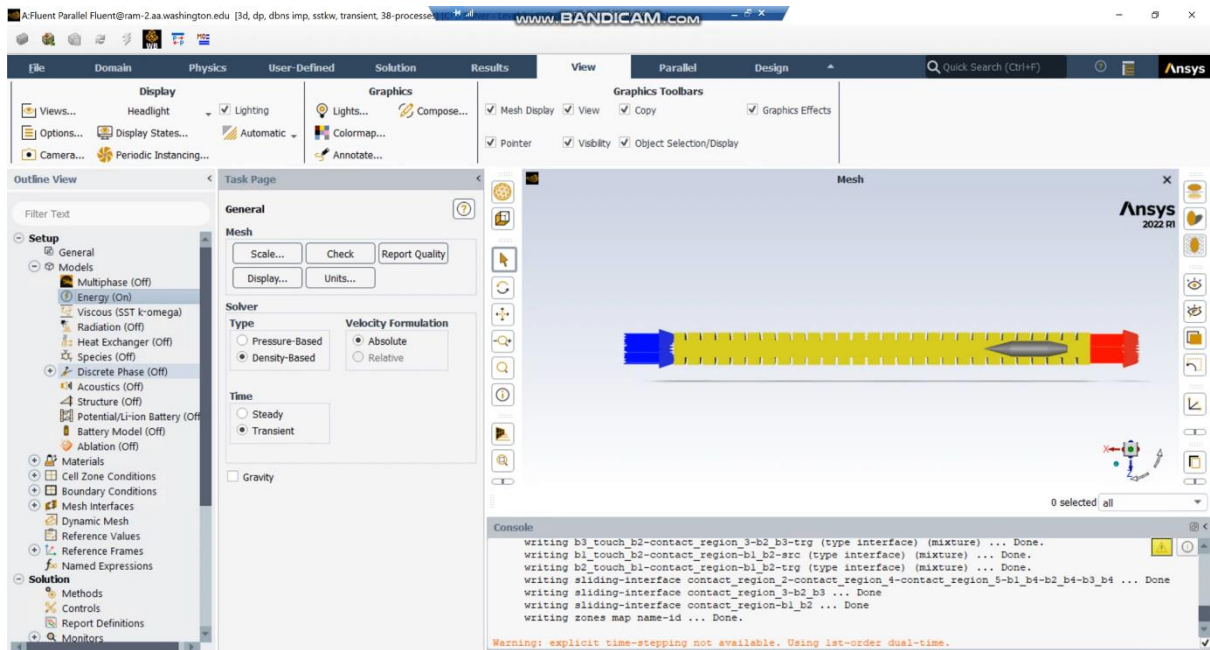 A:Fluent Parallel Fluent@ram-2.aa.washington.edu [3d, dp, dbns imp, sstkw, transient, 38-processes
www.BANDICAM.com
WB
File Domain Physics User-Defined Solution Results View Parallel Design Quick Search (Ctrl+F) Ansys
Display Graphics Graphics Toolbars
Views... Headlight Lighting Lights... Compose... Mesh Display View Copy Graphics Effects
Options... Display States... Automatic Colormap... Pointer Visibility Object Selection/Display
Camera... Periodic Instancing... Annotate...
Outline View
Filter Text
Setup
General
Models
Multiphase (Off)
Energy (On)
Viscous (SST k-omega)
Radiation (Off)
Heat Exchanger (Off)
Species (Off)
Discrete Phase (Off)
Acoustics (Off)
Structure (Off)
Potential/Li-ion Battery (Off
Battery Model (Off)
Ablation (Off)
Materials
Cell Zone Conditions
Boundary Conditions
Mesh Interfaces
Dynamic Mesh
Reference Values
Reference Frames
Named Expressions
Solution
Methods
Controls
Report Definitions
Monitors
Task Page
General
Mesh
Scale... Check Report Quality
Display... Units...
Solver
Type Velocity Formulation
Pressure-Based Absolute
Density-Based Relative
Time
Steady
Transient
Gravity
Mesh
Ansys
2022 R1
X
Z
0 selected all
Console
writing b3_touch_b2-contact_region_3-b2_b3-trg (type interface) (mixture) ... Done.
writing b1_touch_b2-contact_region-b1_b2-src (type interface) (mixture) ... Done.
writing b2_touch_b1-contact_region-b1_b2-trg (type interface) (mixture) ... Done.
writing sliding-interface contact_region_2-contact_region_4-contact_region_5-b1_b4-b2_b4-b3_b4 ... Done
writing sliding-interface contact_region_3-b2_b3 ... Done
writing sliding-interface contact_region-b1_b2 ... Done
writing zones map name-id ... Done.
Warning: explicit time-stepping not available. Using 1st-order dual-time.